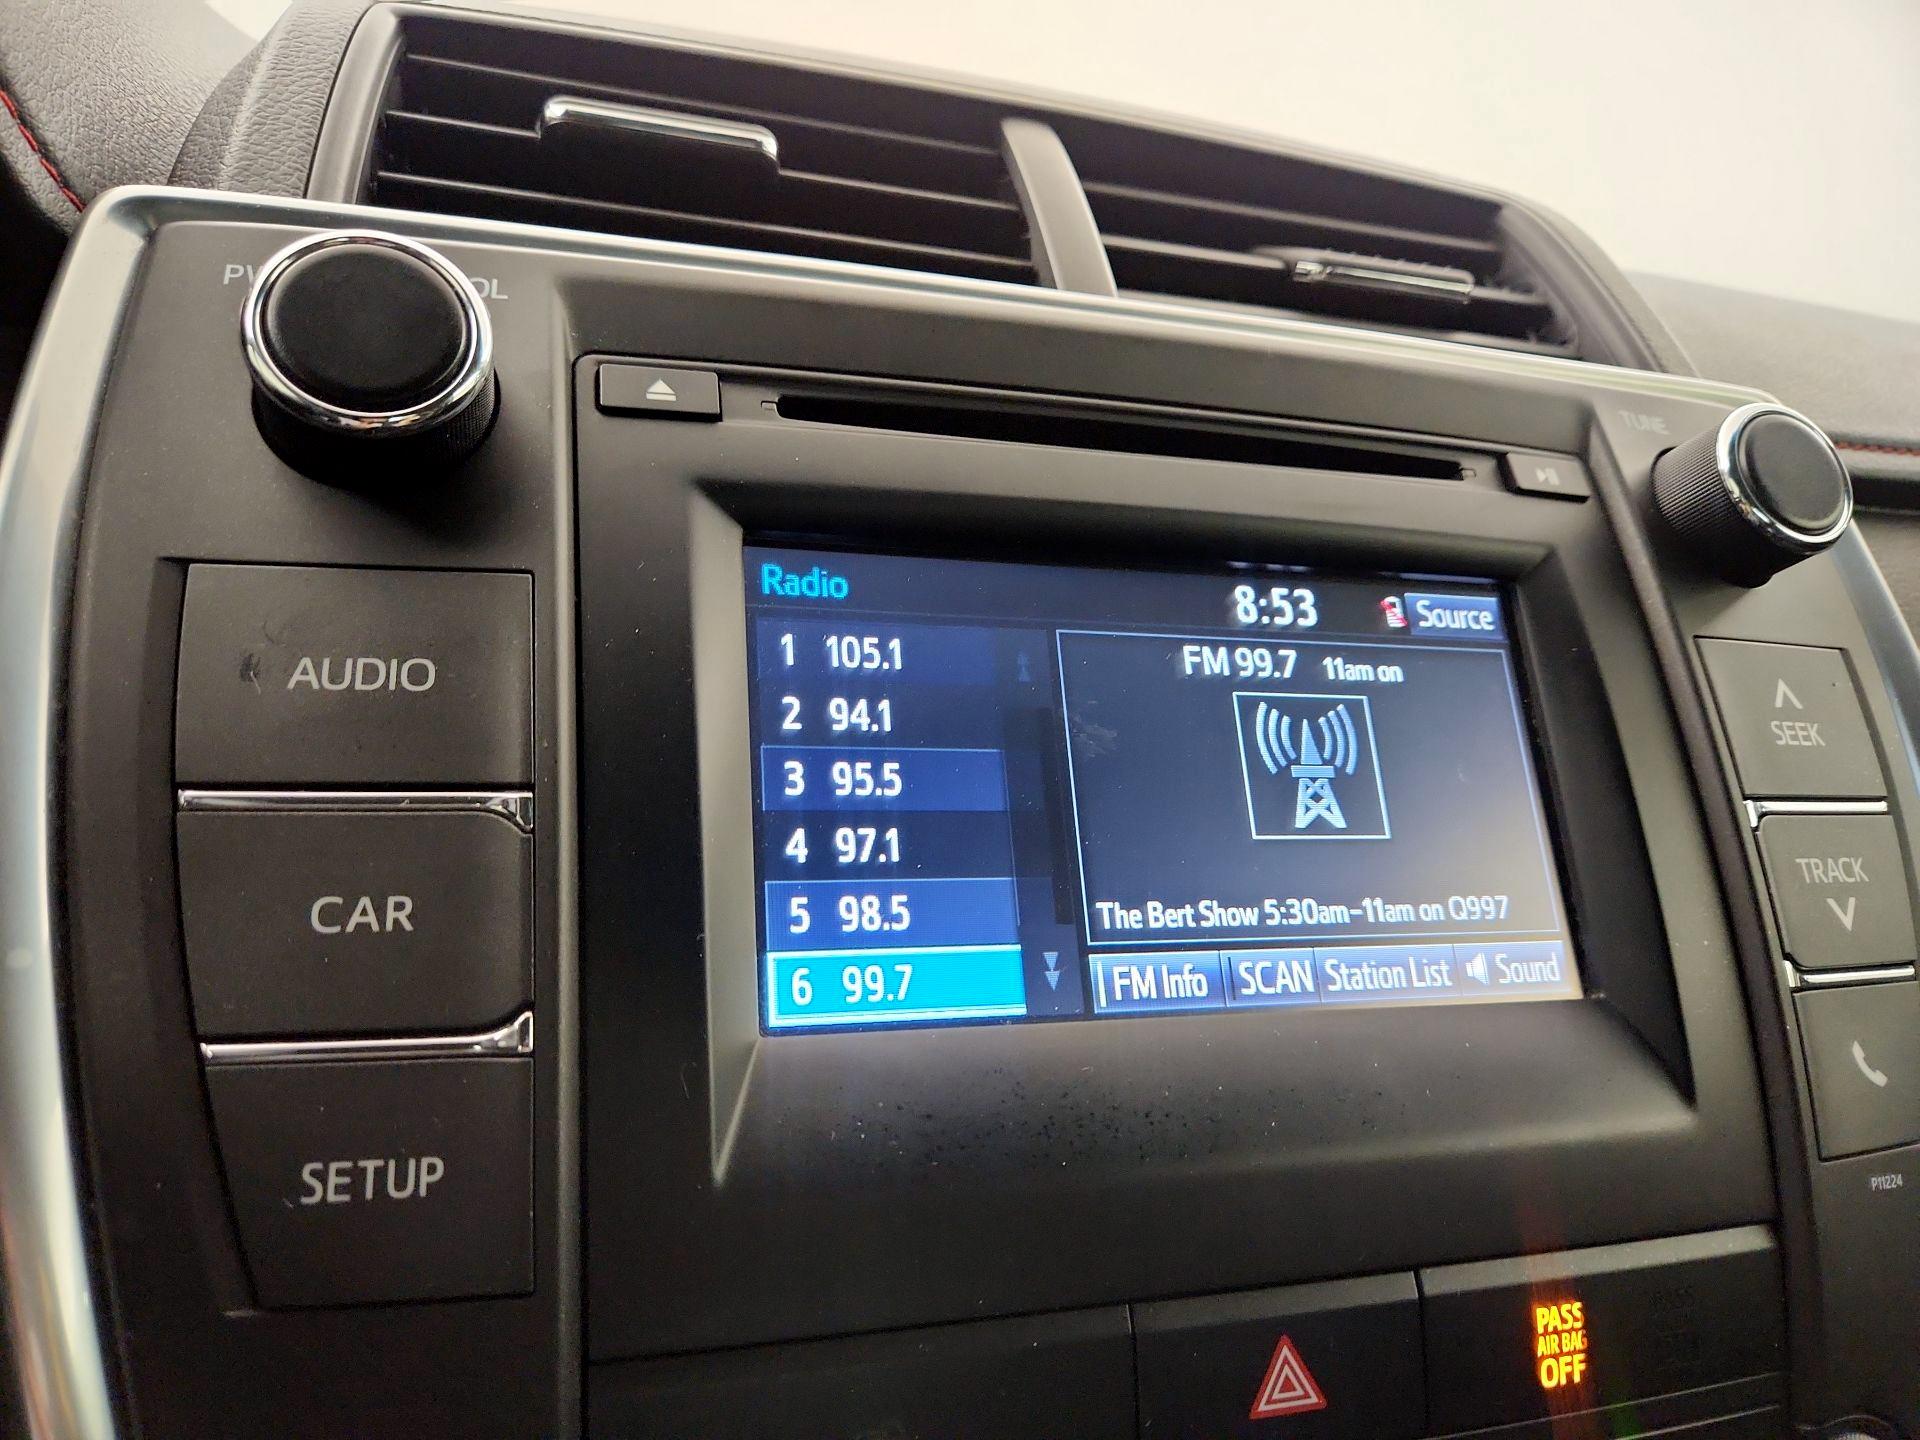 TUNE
Radio
8:53
Source
1 105.1
2 94.1
3 95.5
4 97.1
5 98.5
6 99.7
FM 99.7 11am on
The Bert Show 5:30am-11am on Q997
FM Info SCAN Station List Sound
AUDIO
CAR
SETUP
SEEK
TRACK
P11224
PASS
AIR BAG
OFF